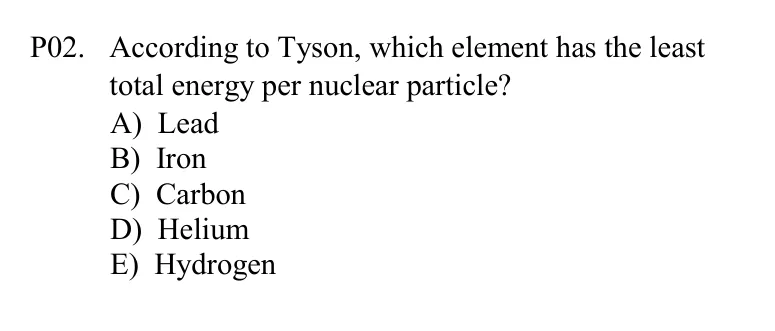 P02. According to Tyson, which element has the least
total energy per nuclear particle?
A) Lead
B) Iron
C) Carbon
D) Helium
E) Hydrogen